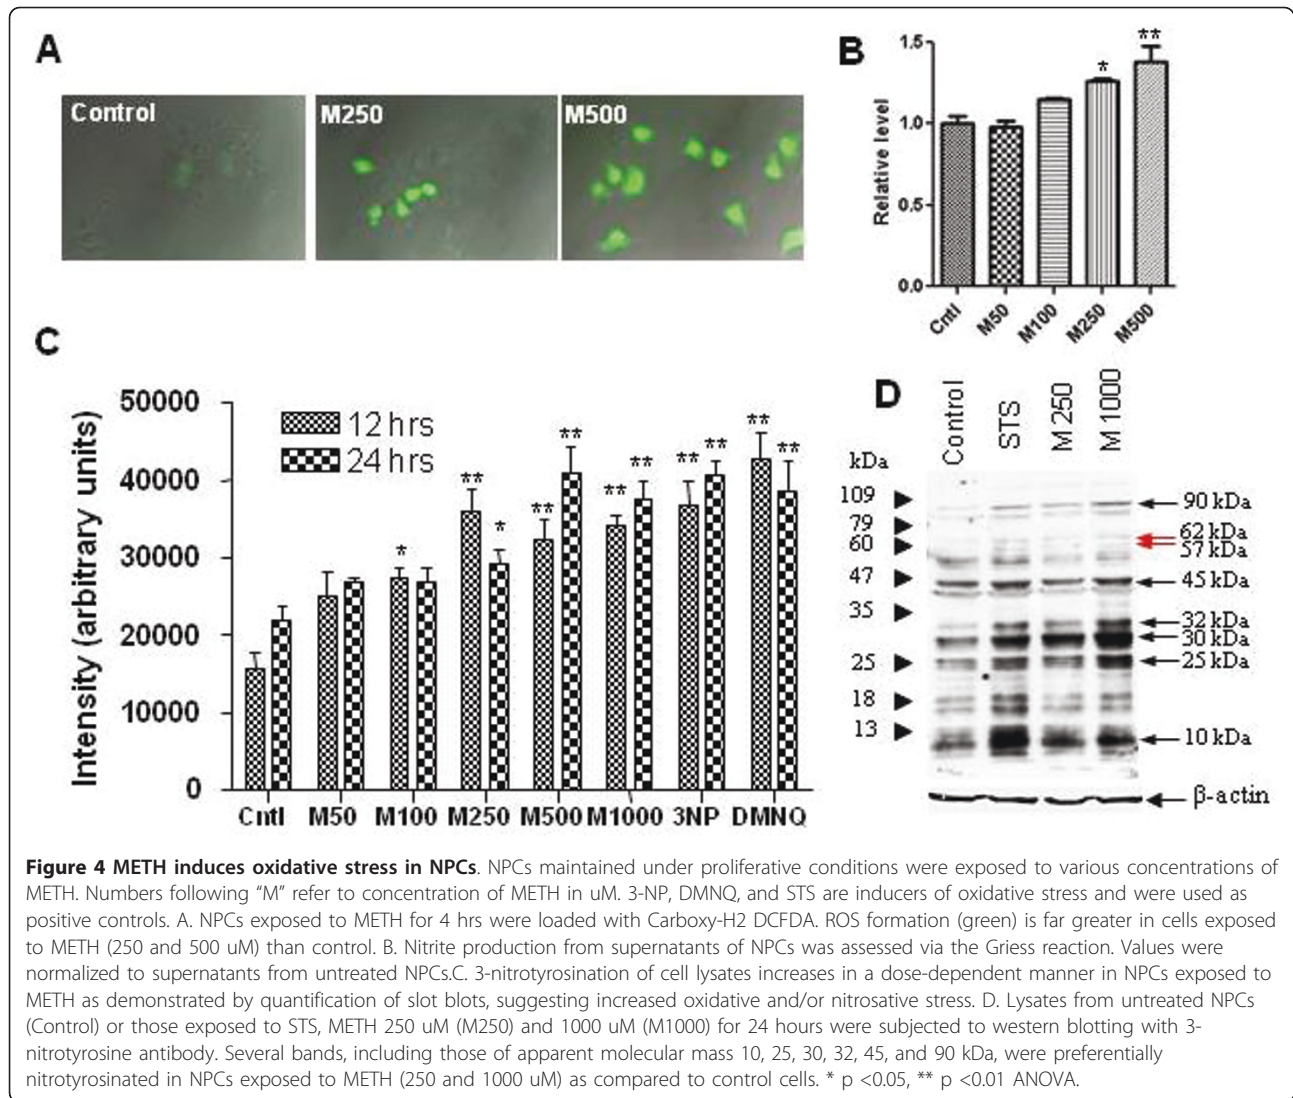 A
Control
M250
M500
B
Relative level
1.5
1.0
0.5
0.0
*
**
Cntl
M50
M100
M250
M500
C
Intensity (arbitrary units)
50000
40000
30000
20000
10000
0
12 hrs
24 hrs
*
**
*
**
**
**
**
**
**
**
**
Cntl M50 M100 M250 M500 M1000 3NP DMNQ
D
Control
STS
M 250
M 1000
kDa
109
79
60
47
35
25
18
13
90 kDa
62 kDa
57 kDa
45 kDa
32 kDa
30 kDa
25 kDa
10 kDa
β-actin
Figure 4 METH induces oxidative stress in NPCs. NPCs maintained under proliferative conditions were exposed to various concentrations of
METH. Numbers following “M” refer to concentration of METH in uM. 3-NP, DMNQ, and STS are inducers of oxidative stress and were used as
positive controls. A. NPCs exposed to METH for 4 hrs were loaded with Carboxy-H2 DCFDA. ROS formation (green) is far greater in cells exposed
to METH (250 and 500 uM) than control. B. Nitrite production from supernatants of NPCs was assessed via the Griess reaction. Values were
normalized to supernatants from untreated NPCs.C. 3-nitrotyrosination of cell lysates increases in a dose-dependent manner in NPCs exposed to
METH as demonstrated by quantification of slot blots, suggesting increased oxidative and/or nitrosative stress. D. Lysates from untreated NPCs
(Control) or those exposed to STS, METH 250 uM (M250) and 1000 uM (M1000) for 24 hours were subjected to western blotting with 3-
nitrotyrosine antibody. Several bands, including those of apparent molecular mass 10, 25, 30, 32, 45, and 90 kDa, were preferentially
nitrotyrosinated in NPCs exposed to METH (250 and 1000 uM) as compared to control cells. * p <0.05, ** p <0.01 ANOVA.